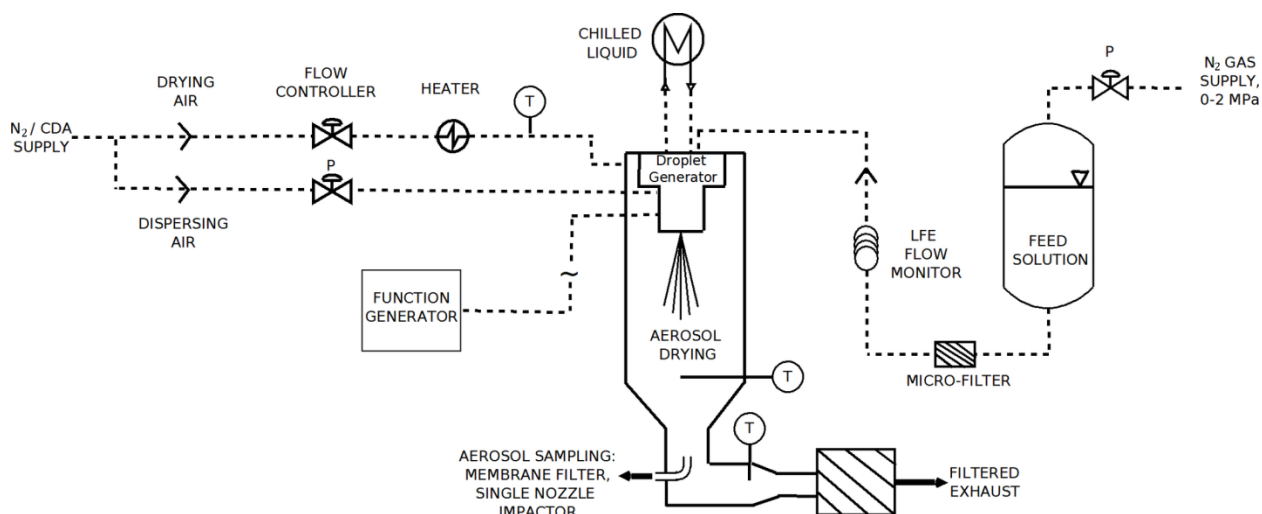 CHILLED
LIQUID
P
N₂ GAS
SUPPLY,
0-2 MPa
DRYING
AIR
FLOW
CONTROLLER
HEATER
T
N₂ / CDA
SUPPLY
P
DISPERSING
AIR
Droplet
Generator
LFE
FLOW
MONITOR
FEED
SOLUTION
~
FUNCTION
GENERATOR
AEROSOL
DRYING
MICRO-FILTER
T
T
AEROSOL SAMPLING:
MEMBRANE FILTER,
SINGLE NOZZLE
IMPACTOR
FILTERED
EXHAUST